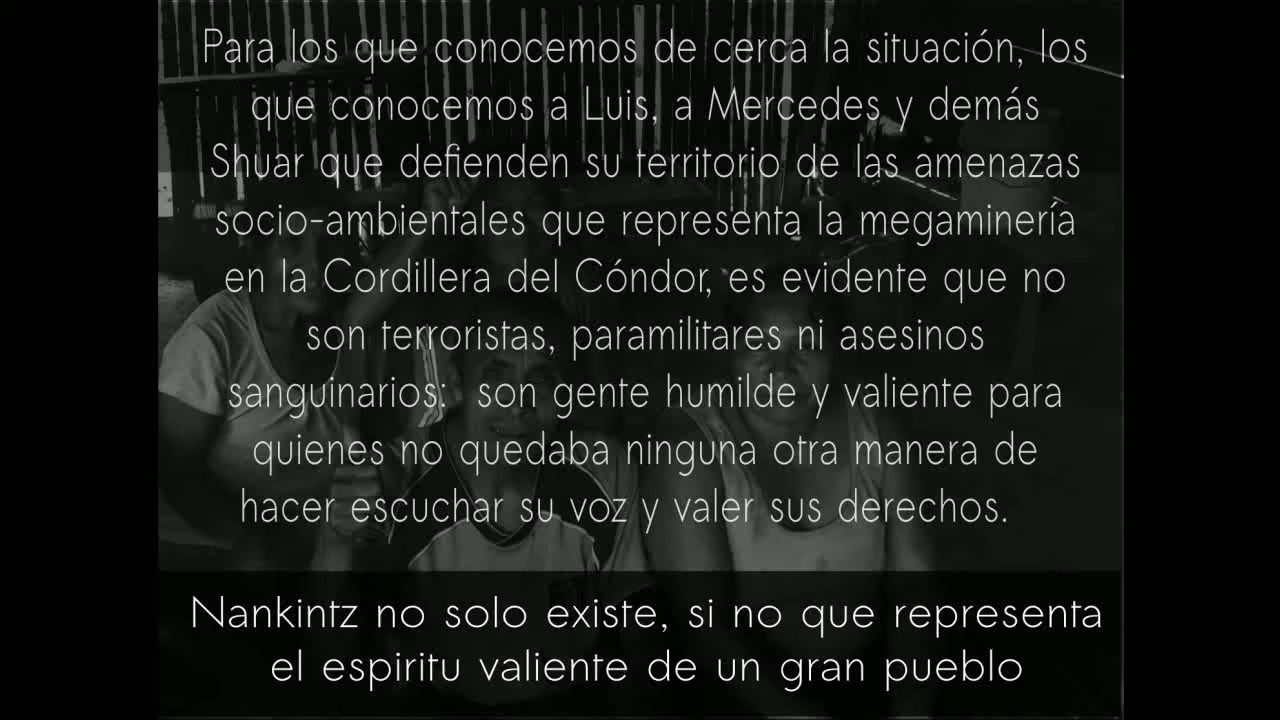 Para los que conocemos de cerca la situación, los
que conocemos a Luis, a Mercedes y demás
Shuar que defienden su territorio de las amenazas
socio-ambientales que representa la megaminería
en la Cordillera del Cóndor, es evidente que no
son terroristas, paramilitares ni asesinos
sanguinarios: son gente humilde y valiente para
quienes no quedaba ninguna otra manera de
hacer escuchar su voz y valer sus derechos.
Nankintz no solo existe, si no que representa
el espiritu valiente de un gran pueblo